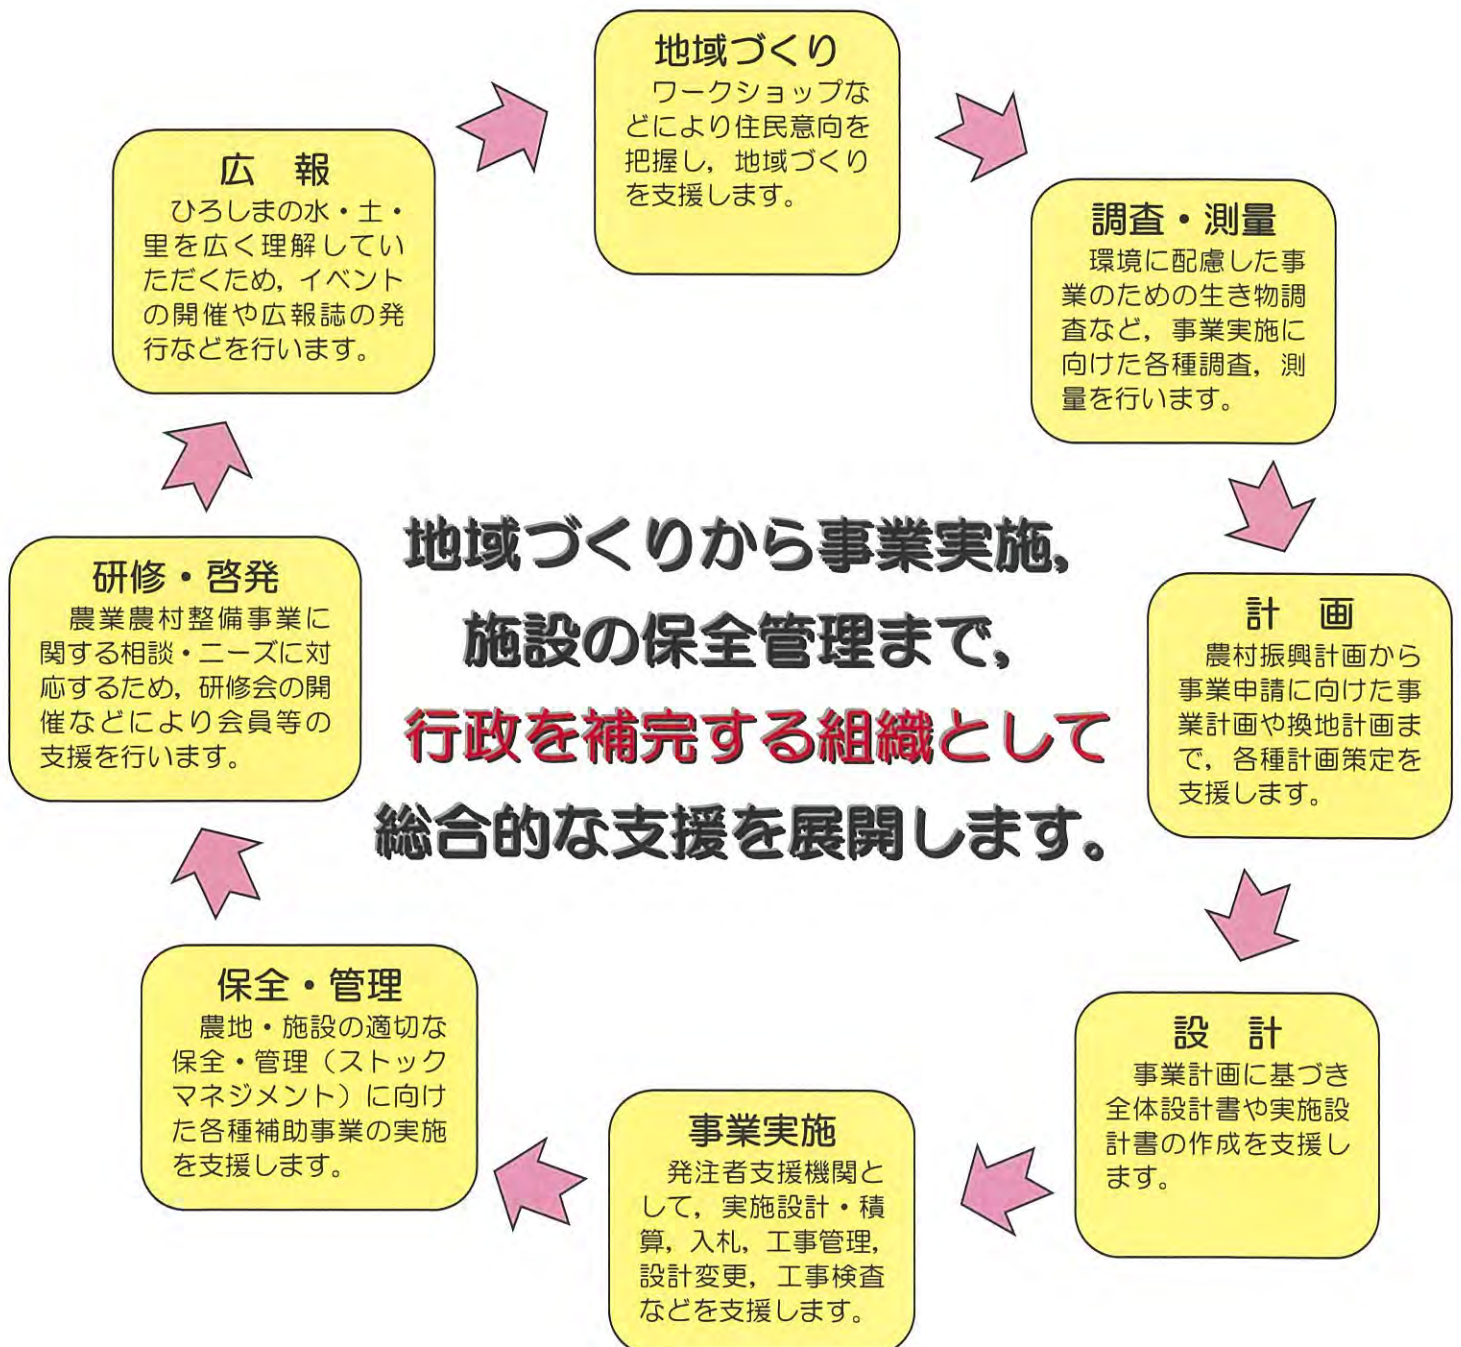 地域づくり
ワークショップな
どにより住民意向を
把握し，地域づくり
を支援します。
調査・測量
環境に配慮した事
業のための生き物調
査など，事業実施に
向けた各種調査，測
量を行います。
計　画
農村振興計画から
事業申請に向けた事
業計画や換地計画ま
で，各種計画策定を
支援します。
設　計
事業計画に基づき
全体設計書や実施設
計書の作成を支援し
ます。
事業実施
発注者支援機関と
して，実施設計・積
算，入札，工事管理，
設計変更，工事検査
などを支援します。
保全・管理
農地・施設の適切な
保全・管理（ストック
マネジメント）に向け
た各種補助事業の実施
を支援します。
研修・啓発
農業農村整備事業に
関する相談・ニーズに対
応するため，研修会の開
催などにより会員等の
支援を行います。
広　報
ひろしまの水・土・
里を広く理解してい
ただくため，イベント
の開催や広報誌の発
行などを行います。
地域づくりから事業実施，
施設の保全管理まで，
行政を補完する組織として
総合的な支援を展開します。